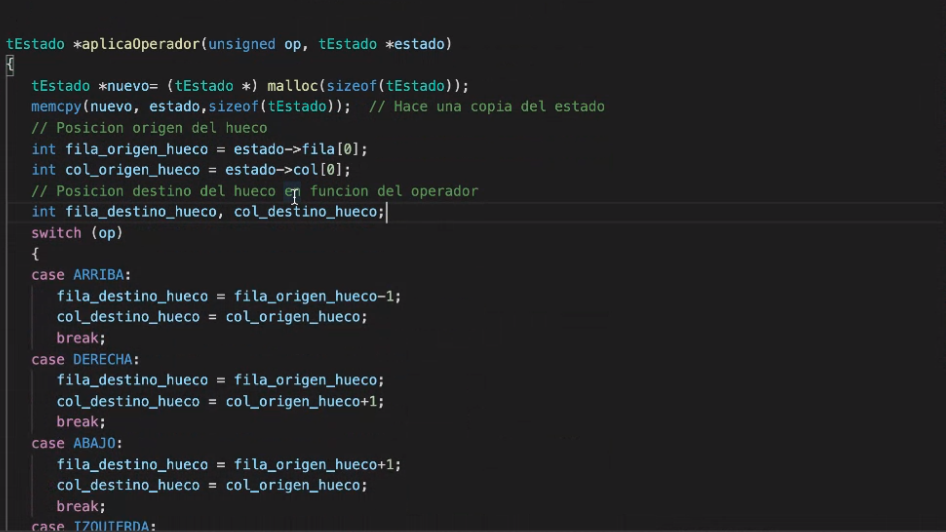 tEstado *aplicaOperador(unsigned op, tEstado *estado)
{
tEstado *nuevo= (tEstado *) malloc(sizeof(tEstado));
memcpy(nuevo, estado,sizeof(tEstado));  // Hace una copia del estado
// Posicion origen del hueco
int fila_origen_hueco = estado->fila[0];
int col_origen_hueco = estado->col[0];
// Posicion destino del hueco en funcion del operador
int fila_destino_hueco, col_destino_hueco;
switch (op)
{
case ARRIBA:
fila_destino_hueco = fila_origen_hueco-1;
col_destino_hueco = col_origen_hueco;
break;
case DERECHA:
fila_destino_hueco = fila_origen_hueco;
col_destino_hueco = col_origen_hueco+1;
break;
case ABAJO:
fila_destino_hueco = fila_origen_hueco+1;
col_destino_hueco = col_origen_hueco;
break;
case IZQUIERDA: